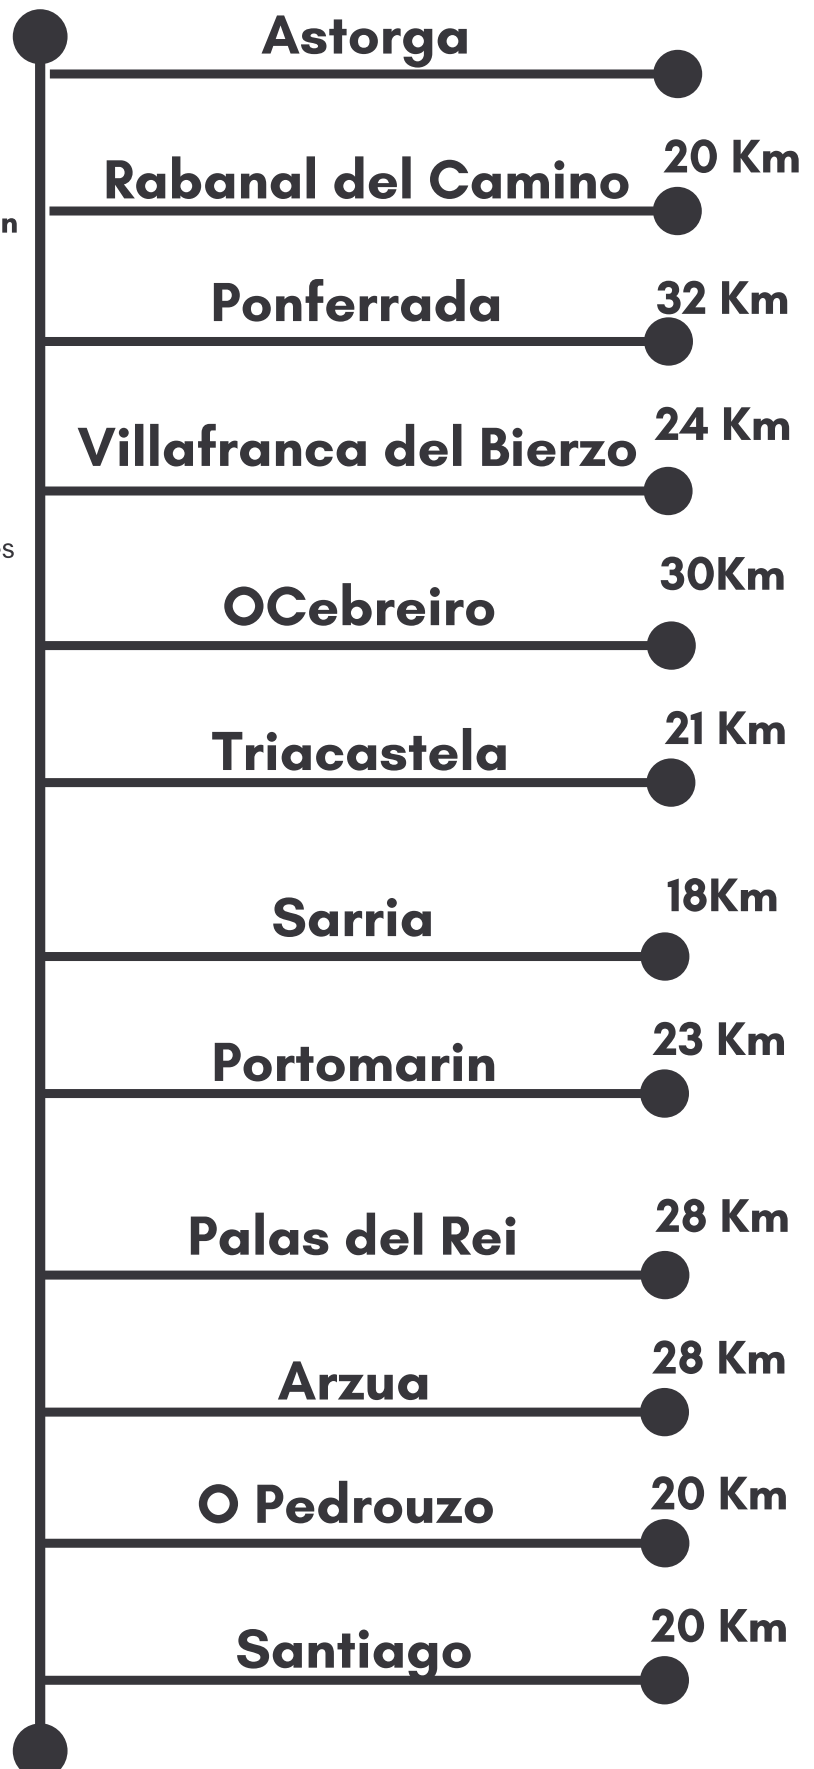 Astorga
20 Km
Rabanal del Camino
n
32 Km
Ponferrada
24 Km
Villafranca del Bierzo
s
30Km
OCebreiro
21 Km
Triacastela
18Km
Sarria
23 Km
Portomarin
28 Km
Palas del Rei
28 Km
Arzua
20 Km
O Pedrouzo
20 Km
Santiago